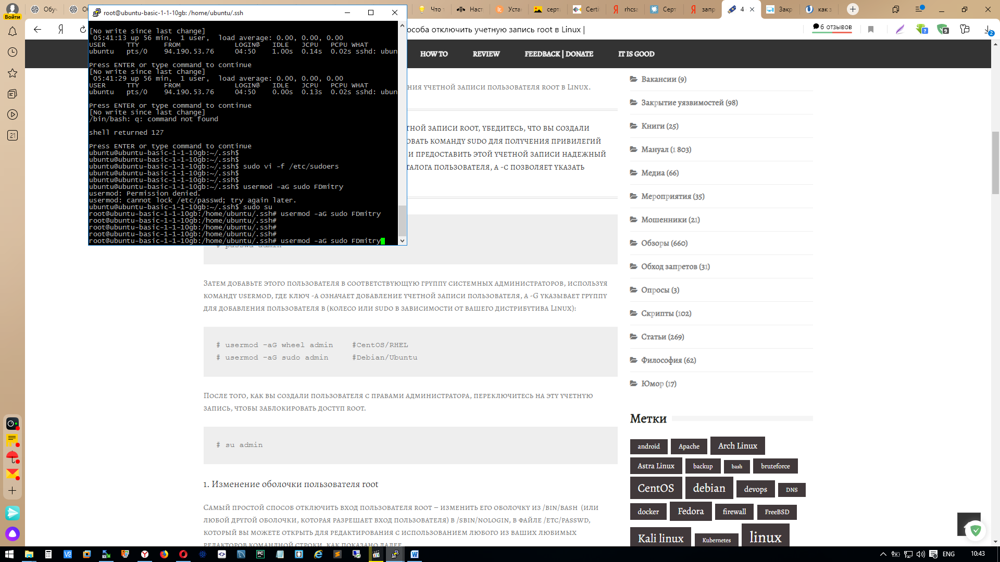 Войти
Обу
Об
Что
Наст
Уста
серт
Certi
rhcsa
Серт
запр
4
Закр
как з
root@ubuntu-basic-1-1-10gb: /home/ubuntu/.ssh
особа отключить учетную запись root в Linux |
6 отзывов
[No write since last change]
05:41:13 up 56 min,  1 user,  load average: 0.00, 0.00, 0.00
USER     TTY      FROM             LOGIN@   IDLE   JCPU   PCPU WHAT
ubuntu   pts/0    94.190.53.76     04:50    1.00s  0.14s  0.02s sshd: ubun
Press ENTER or type command to continue
[No write since last change]
05:41:29 up 56 min,  1 user,  load average: 0.00, 0.00, 0.00
USER     TTY      FROM             LOGIN@   IDLE   JCPU   PCPU WHAT
ubuntu   pts/0    94.190.53.76     04:50    0.00s  0.13s  0.02s sshd: ubun
Press ENTER or type command to continue
[No write since last change]
/bin/bash: q: command not found
shell returned 127
Press ENTER or type command to continue
ubuntu@ubuntu-basic-1-1-10gb:~/.ssh$
ubuntu@ubuntu-basic-1-1-10gb:~/.ssh$
ubuntu@ubuntu-basic-1-1-10gb:~/.ssh$ sudo vi -f /etc/sudoers
ubuntu@ubuntu-basic-1-1-10gb:~/.ssh$
ubuntu@ubuntu-basic-1-1-10gb:~/.ssh$
ubuntu@ubuntu-basic-1-1-10gb:~/.ssh$ usermod -aG sudo FDmitry
usermod: Permission denied.
usermod: cannot lock /etc/passwd; try again later.
ubuntu@ubuntu-basic-1-1-10gb:~/.ssh$ sudo su
root@ubuntu-basic-1-1-10gb:/home/ubuntu/.ssh# usermod -aG sudo FDmitry
root@ubuntu-basic-1-1-10gb:/home/ubuntu/.ssh#
root@ubuntu-basic-1-1-10gb:/home/ubuntu/.ssh#
root@ubuntu-basic-1-1-10gb:/home/ubuntu/.ssh#
root@ubuntu-basic-1-1-10gb:/home/ubuntu/.ssh# usermod -aG sudo FDmitry
HOW TO
REVIEW
FEEDBACK | DONATE
IT IS GOOD
ния учетной записи пользователя root в Linux.
тной записи root, убедитесь, что вы создали
овать команду sudo для получения привилегий
и предоставить этой учетной записи надежный
талога пользователя, а -c позволяет указать
# passwd admin
Затем добавьте этого пользователя в соответствующую группу системных администраторов, используя
команду usermod, где ключ -a означает добавление учетной записи пользователя, а -G указывает группу
для добавления пользователя в (колесо или sudo в зависимости от вашего дистрибутива Linux):
# usermod -aG wheel admin    #CentOS/RHEL
# usermod -aG sudo admin     #Debian/Ubuntu
После того, как вы создали пользователя с правами администратора, переключитесь на эту учетную
запись, чтобы заблокировать доступ root.
# su admin
1. Изменение оболочки пользователя root
Самый простой способ отключить вход пользователя root – изменить его оболочку из /bin/bash (или
любой другой оболочки, которая разрешает вход пользователя) в /sbin/nologin, в файле /etc/passwd,
который вы можете открыть для редактирования с использованием любого из ваших любимых
редакторов командной строки, как показано далее
Вакансии (9)
Закрытие уязвимостей (98)
Книги (25)
Мануал (1 803)
Медиа (66)
Мероприятия (35)
Мошенники (21)
Обзоры (660)
Обход запретов (31)
Опросы (3)
Скрипты (102)
Статьи (269)
Философия (62)
Юмор (17)
Метки
android
Apache
Arch Linux
Astra Linux
backup
bash
bruteforce
CentOS
debian
devops
DNS
docker
Fedora
firewall
FreeBSD
Kali linux
Kubernetes
linux
21
9
2
ENG
10:43